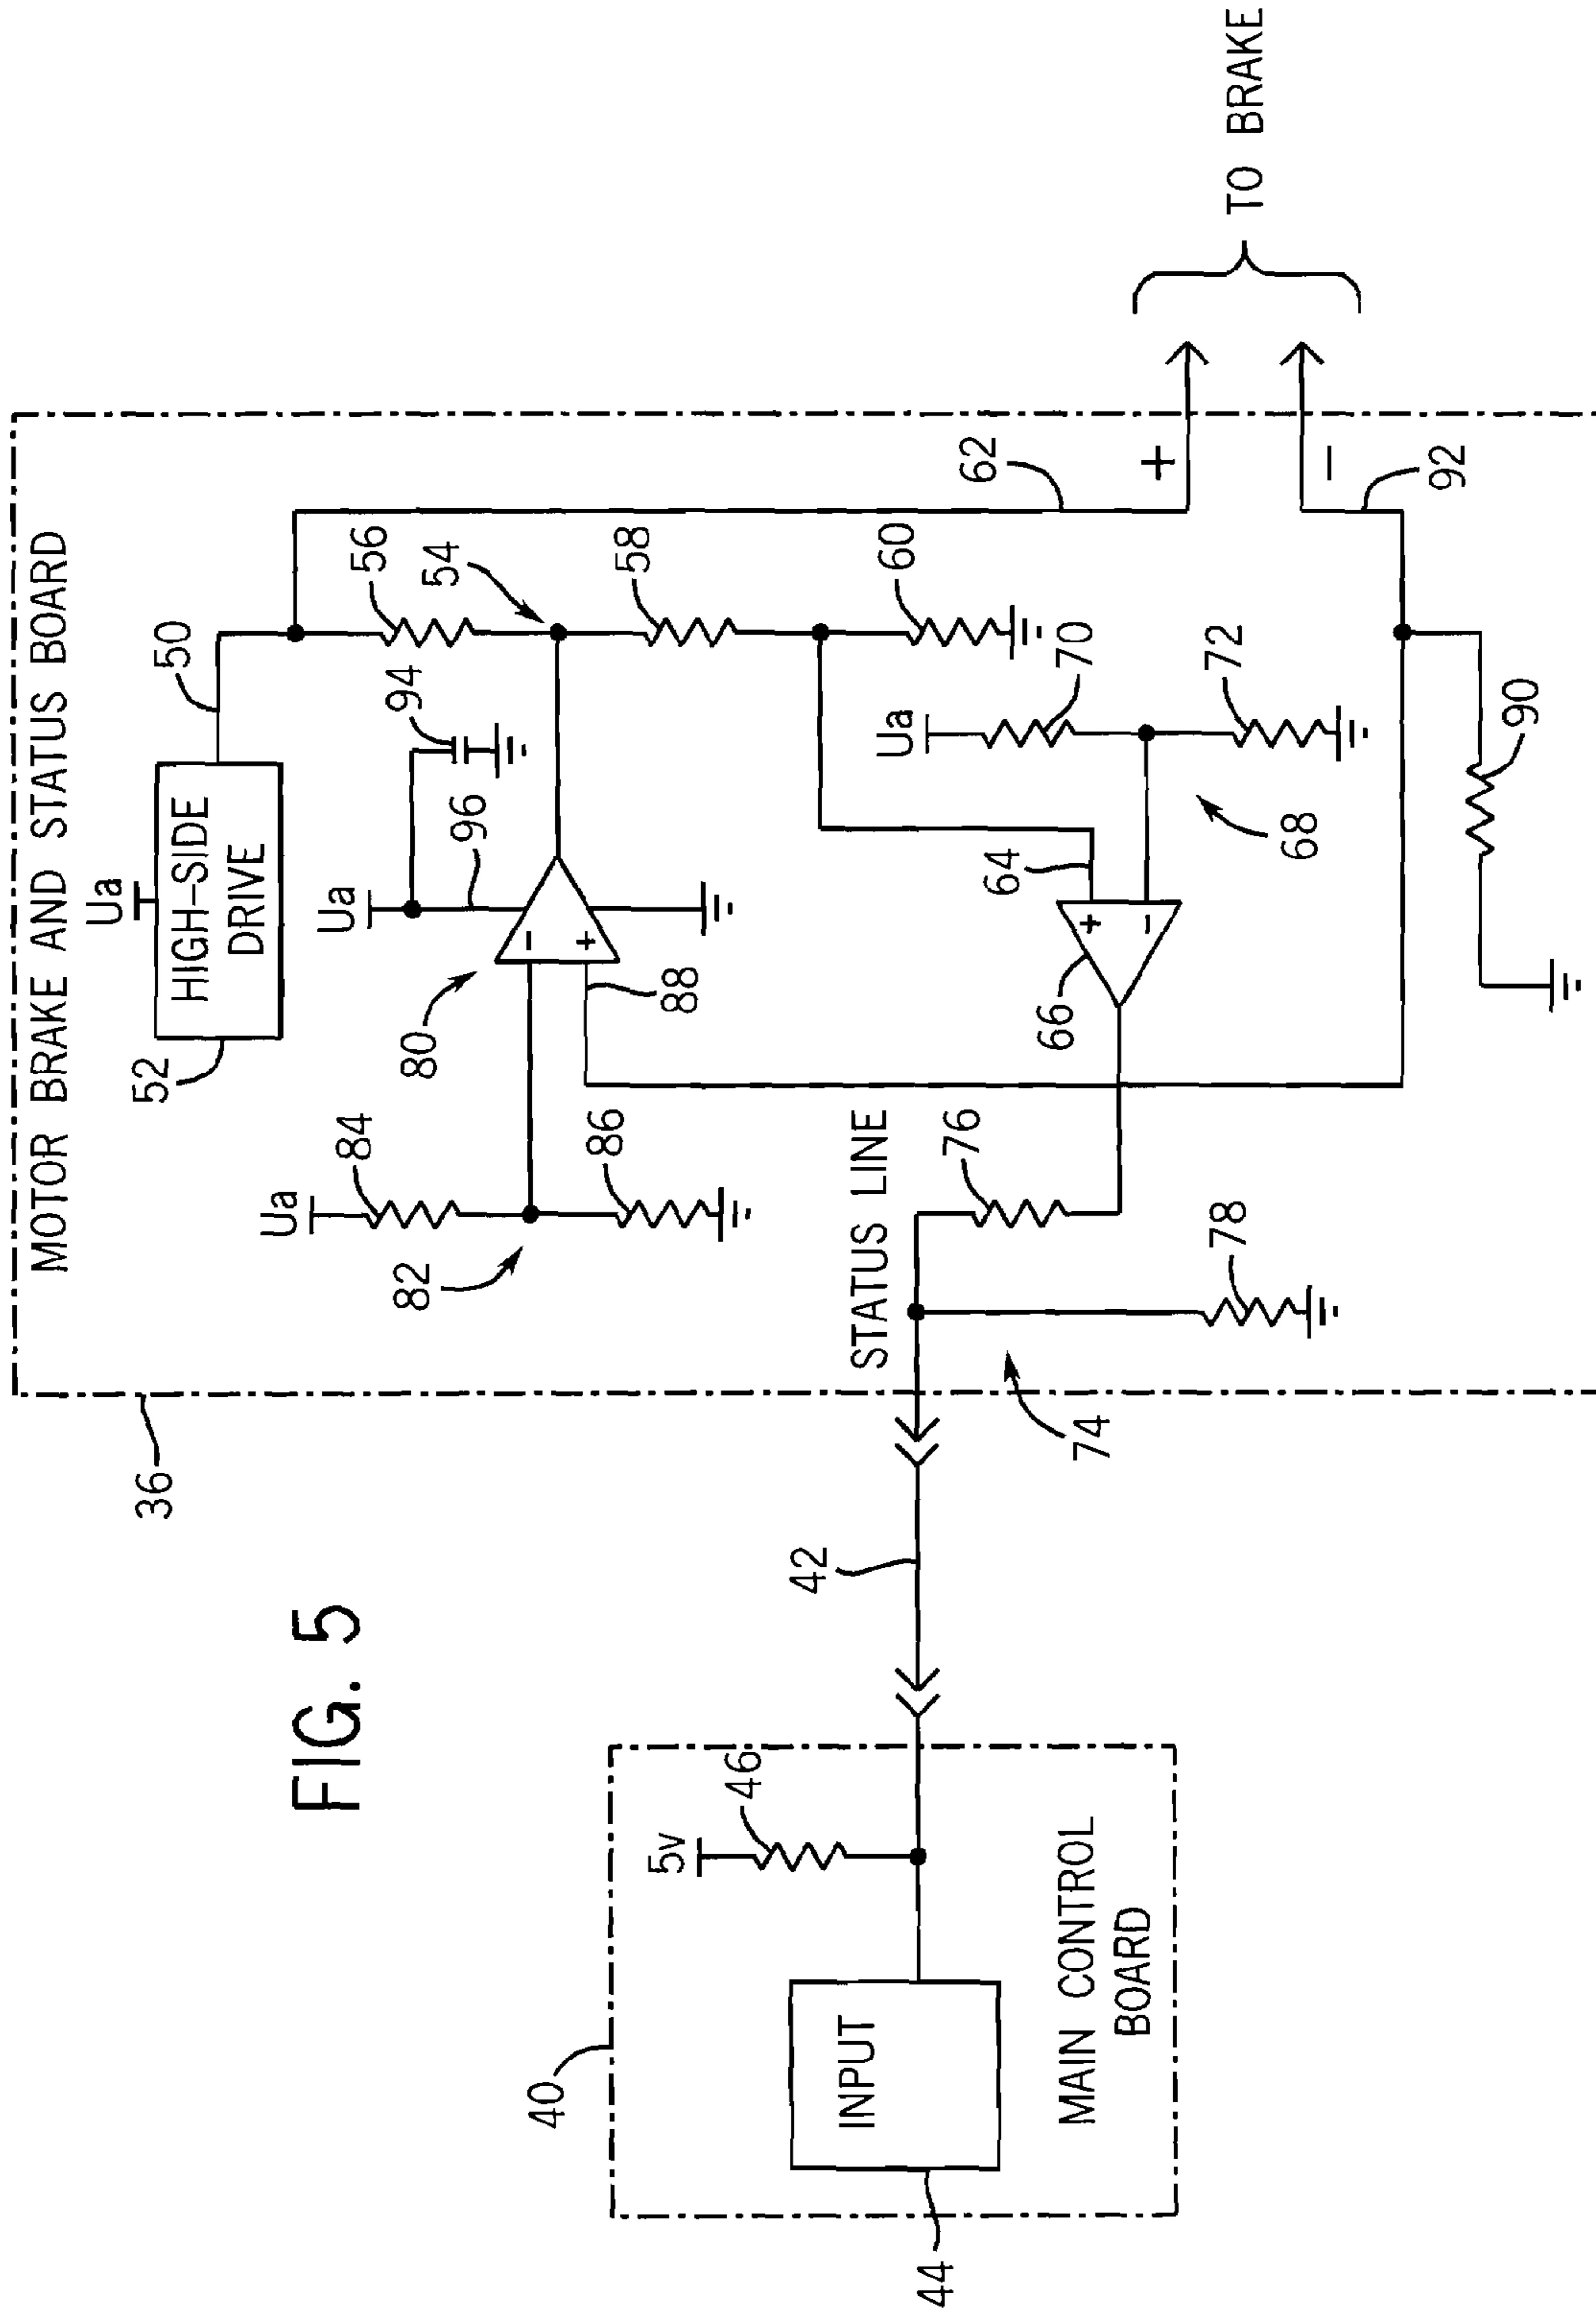 FIG. 5
MOTOR BRAKE AND STATUS BOARD
36
Ua
HIGH-SIDE
DRIVE
50
52
Ua
94
96
56
54
58
60
62
Ua
84
86
82
80
-
+
88
Ua
70
72
68
64
66
+
-
STATUS LINE
76
78
74
+
-
92
90
TO BRAKE
42
40
5v
46
INPUT
44
MAIN CONTROL
BOARD